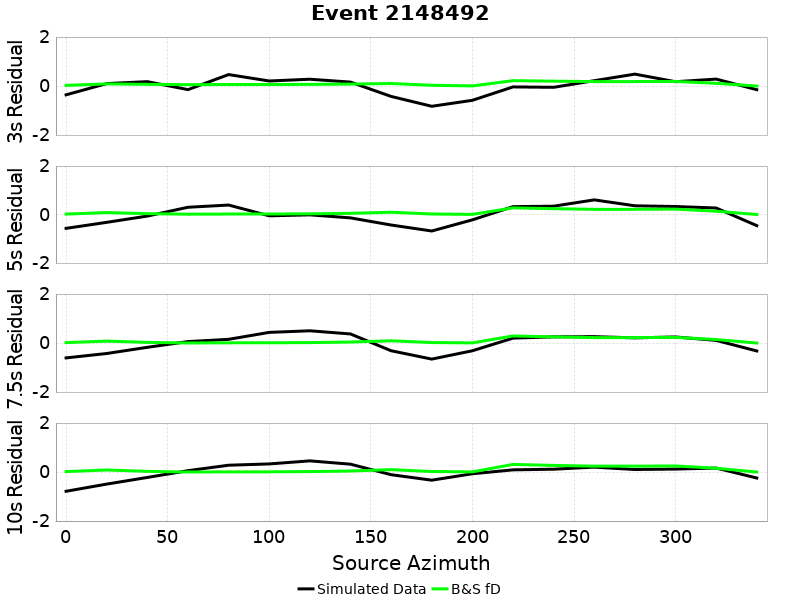 Event 2148492
3s Residual
2
0
-2
5s Residual
2
0
-2
7.5s Residual
2
0
-2
10s Residual
2
0
-2
0 50 100 150 200 250 300
Source Azimuth
Simulated Data B&S fD